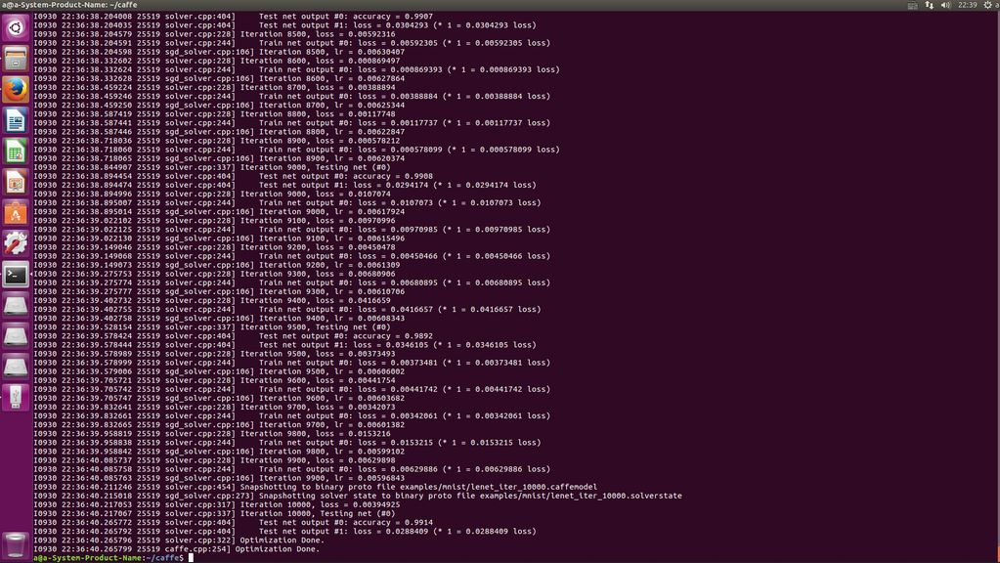 a@a-System-Product-Name: ~/caffe
22:39
I0930 22:36:38.204008 25519 solver.cpp:404]     Test net output #0: accuracy = 0.9907
I0930 22:36:38.204035 25519 solver.cpp:404]     Test net output #1: loss = 0.0304293 (* 1 = 0.0304293 loss)
I0930 22:36:38.204579 25519 solver.cpp:228] Iteration 8500, loss = 0.00592316
I0930 22:36:38.204591 25519 solver.cpp:244]     Train net output #0: loss = 0.00592305 (* 1 = 0.00592305 loss)
I0930 22:36:38.204598 25519 sgd_solver.cpp:106] Iteration 8500, lr = 0.00630407
I0930 22:36:38.332602 25519 solver.cpp:228] Iteration 8600, loss = 0.000869497
I0930 22:36:38.332624 25519 solver.cpp:244]     Train net output #0: loss = 0.000869393 (* 1 = 0.000869393 loss)
I0930 22:36:38.332628 25519 sgd_solver.cpp:106] Iteration 8600, lr = 0.00627864
I0930 22:36:38.459224 25519 solver.cpp:228] Iteration 8700, loss = 0.00388894
I0930 22:36:38.459246 25519 solver.cpp:244]     Train net output #0: loss = 0.00388884 (* 1 = 0.00388884 loss)
I0930 22:36:38.459250 25519 sgd_solver.cpp:106] Iteration 8700, lr = 0.00625344
I0930 22:36:38.587419 25519 solver.cpp:228] Iteration 8800, loss = 0.00117748
I0930 22:36:38.587441 25519 solver.cpp:244]     Train net output #0: loss = 0.00117737 (* 1 = 0.00117737 loss)
I0930 22:36:38.587446 25519 sgd_solver.cpp:106] Iteration 8800, lr = 0.00622847
I0930 22:36:38.718036 25519 solver.cpp:228] Iteration 8900, loss = 0.000578212
I0930 22:36:38.718060 25519 solver.cpp:244]     Train net output #0: loss = 0.000578099 (* 1 = 0.000578099 loss)
I0930 22:36:38.718065 25519 sgd_solver.cpp:106] Iteration 8900, lr = 0.00620374
I0930 22:36:38.844907 25519 solver.cpp:337] Iteration 9000, Testing net (#0)
I0930 22:36:38.894454 25519 solver.cpp:404]     Test net output #0: accuracy = 0.9908
I0930 22:36:38.894474 25519 solver.cpp:404]     Test net output #1: loss = 0.0294174 (* 1 = 0.0294174 loss)
I0930 22:36:38.894996 25519 solver.cpp:228] Iteration 9000, loss = 0.0107074
I0930 22:36:38.895007 25519 solver.cpp:244]     Train net output #0: loss = 0.0107073 (* 1 = 0.0107073 loss)
I0930 22:36:38.895014 25519 sgd_solver.cpp:106] Iteration 9000, lr = 0.00617924
I0930 22:36:39.022102 25519 solver.cpp:228] Iteration 9100, loss = 0.00970996
I0930 22:36:39.022125 25519 solver.cpp:244]     Train net output #0: loss = 0.00970985 (* 1 = 0.00970985 loss)
I0930 22:36:39.022130 25519 sgd_solver.cpp:106] Iteration 9100, lr = 0.00615496
I0930 22:36:39.149046 25519 solver.cpp:228] Iteration 9200, loss = 0.00450478
I0930 22:36:39.149068 25519 solver.cpp:244]     Train net output #0: loss = 0.00450466 (* 1 = 0.00450466 loss)
I0930 22:36:39.149073 25519 sgd_solver.cpp:106] Iteration 9200, lr = 0.0061309
I0930 22:36:39.275753 25519 solver.cpp:228] Iteration 9300, loss = 0.00680906
I0930 22:36:39.275774 25519 solver.cpp:244]     Train net output #0: loss = 0.00680895 (* 1 = 0.00680895 loss)
I0930 22:36:39.275777 25519 sgd_solver.cpp:106] Iteration 9300, lr = 0.00610706
I0930 22:36:39.402732 25519 solver.cpp:228] Iteration 9400, loss = 0.0416659
I0930 22:36:39.402755 25519 solver.cpp:244]     Train net output #0: loss = 0.0416657 (* 1 = 0.0416657 loss)
I0930 22:36:39.402758 25519 sgd_solver.cpp:106] Iteration 9400, lr = 0.00608343
I0930 22:36:39.528154 25519 solver.cpp:337] Iteration 9500, Testing net (#0)
I0930 22:36:39.578424 25519 solver.cpp:404]     Test net output #0: accuracy = 0.9892
I0930 22:36:39.578444 25519 solver.cpp:404]     Test net output #1: loss = 0.0346105 (* 1 = 0.0346105 loss)
I0930 22:36:39.578989 25519 solver.cpp:228] Iteration 9500, loss = 0.00373493
I0930 22:36:39.578999 25519 solver.cpp:244]     Train net output #0: loss = 0.00373481 (* 1 = 0.00373481 loss)
I0930 22:36:39.579006 25519 sgd_solver.cpp:106] Iteration 9500, lr = 0.00606002
I0930 22:36:39.705721 25519 solver.cpp:228] Iteration 9600, loss = 0.00441754
I0930 22:36:39.705742 25519 solver.cpp:244]     Train net output #0: loss = 0.00441742 (* 1 = 0.00441742 loss)
I0930 22:36:39.705747 25519 sgd_solver.cpp:106] Iteration 9600, lr = 0.00603682
I0930 22:36:39.832641 25519 solver.cpp:228] Iteration 9700, loss = 0.00342073
I0930 22:36:39.832661 25519 solver.cpp:244]     Train net output #0: loss = 0.00342061 (* 1 = 0.00342061 loss)
I0930 22:36:39.832665 25519 sgd_solver.cpp:106] Iteration 9700, lr = 0.00601382
I0930 22:36:39.958819 25519 solver.cpp:228] Iteration 9800, loss = 0.0153216
I0930 22:36:39.958838 25519 solver.cpp:244]     Train net output #0: loss = 0.0153215 (* 1 = 0.0153215 loss)
I0930 22:36:39.958842 25519 sgd_solver.cpp:106] Iteration 9800, lr = 0.00599102
I0930 22:36:40.085737 25519 solver.cpp:228] Iteration 9900, loss = 0.00629898
I0930 22:36:40.085758 25519 solver.cpp:244]     Train net output #0: loss = 0.00629886 (* 1 = 0.00629886 loss)
I0930 22:36:40.085763 25519 sgd_solver.cpp:106] Iteration 9900, lr = 0.00596843
I0930 22:36:40.211246 25519 solver.cpp:454] Snapshotting to binary proto file examples/mnist/lenet_iter_10000.caffemodel
I0930 22:36:40.215018 25519 sgd_solver.cpp:273] Snapshotting solver state to binary proto file examples/mnist/lenet_iter_10000.solverstate
I0930 22:36:40.217053 25519 solver.cpp:317] Iteration 10000, loss = 0.00394925
I0930 22:36:40.217067 25519 solver.cpp:337] Iteration 10000, Testing net (#0)
I0930 22:36:40.265772 25519 solver.cpp:404]     Test net output #0: accuracy = 0.9914
I0930 22:36:40.265792 25519 solver.cpp:404]     Test net output #1: loss = 0.0288409 (* 1 = 0.0288409 loss)
I0930 22:36:40.265796 25519 solver.cpp:322] Optimization Done.
I0930 22:36:40.265799 25519 caffe.cpp:254] Optimization Done.
a@a-System-Product-Name:~/caffe$